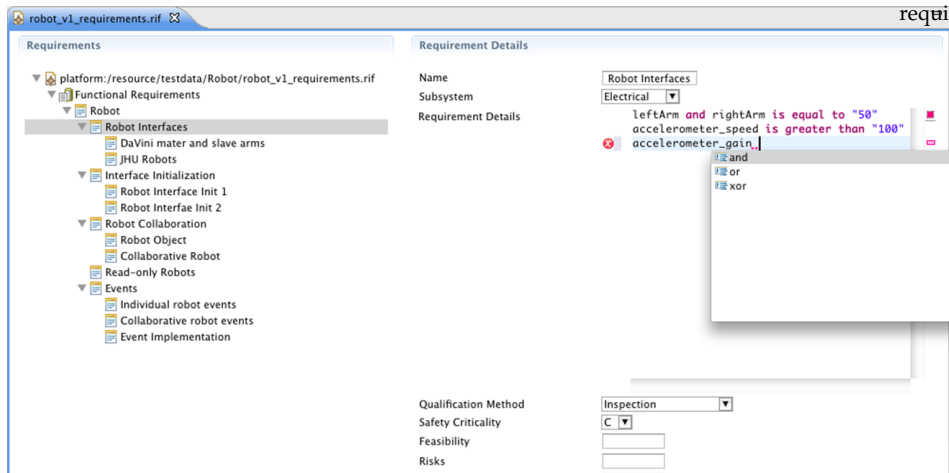 robot_v1_requirements.rif
requi
Requirements
platform:/resource/testdata/Robot/robot_v1_requirements.rif
Functional Requirements
Robot
Robot Interfaces
DaVini mater and slave arms
JHU Robots
Interface Initialization
Robot Interface Init 1
Robot Interfae Init 2
Robot Collaboration
Robot Object
Collaborative Robot
Read-only Robots
Events
Individual robot events
Collaborative robot events
Event Implementation
Requirement Details
Name Robot Interfaces
Subsystem Electrical
Requirement Details
leftArm and rightArm is equal to "50"
accelerometer_speed is greater than "100"
accelerometer_gain
and
or
xor
Qualification Method Inspection
Safety Criticality C
Feasibility
Risks